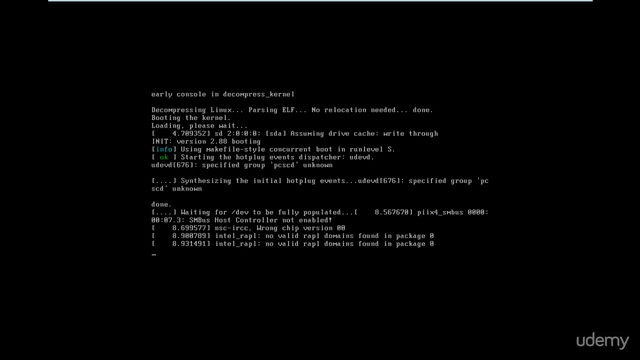 early console in decompress_kernel
Decompressing Linux... Parsing ELF... No relocation needed... done.
Booting the kernel.
Loading, please wait...
[    4.709352] sd 2:0:0:0: [sda] Assuming drive cache: write through
INIT: version 2.88 booting
[info] Using makefile-style concurrent boot in runlevel S.
[ ok ] Starting the hotplug events dispatcher: udevd.
udevd[676]: specified group 'pcscd' unknown
[....] Synthesizing the initial hotplug events...udevd[676]: specified group 'pc
scd' unknown
done.
[....] Waiting for /dev to be fully populated...[    8.567670] piix4_smbus 0000:
00:07.3: SMBus Host Controller not enabled!
[    8.699577] nsc-ircc, Wrong chip version 00
[    8.900789] intel_rapl: no valid rapl domains found in package 0
[    8.931491] intel_rapl: no valid rapl domains found in package 0
_
udemy